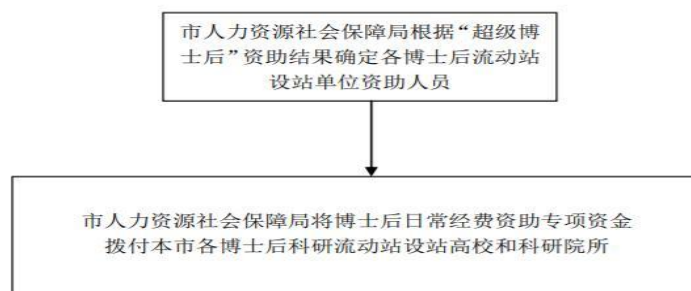 市人力资源社会保障局根据“超级博
士后”资助结果确定各博士后流动站
设站单位资助人员
市人力资源社会保障局将博士后日常经费资助专项资金
拨付本市各博士后科研流动站设站高校和科研院所